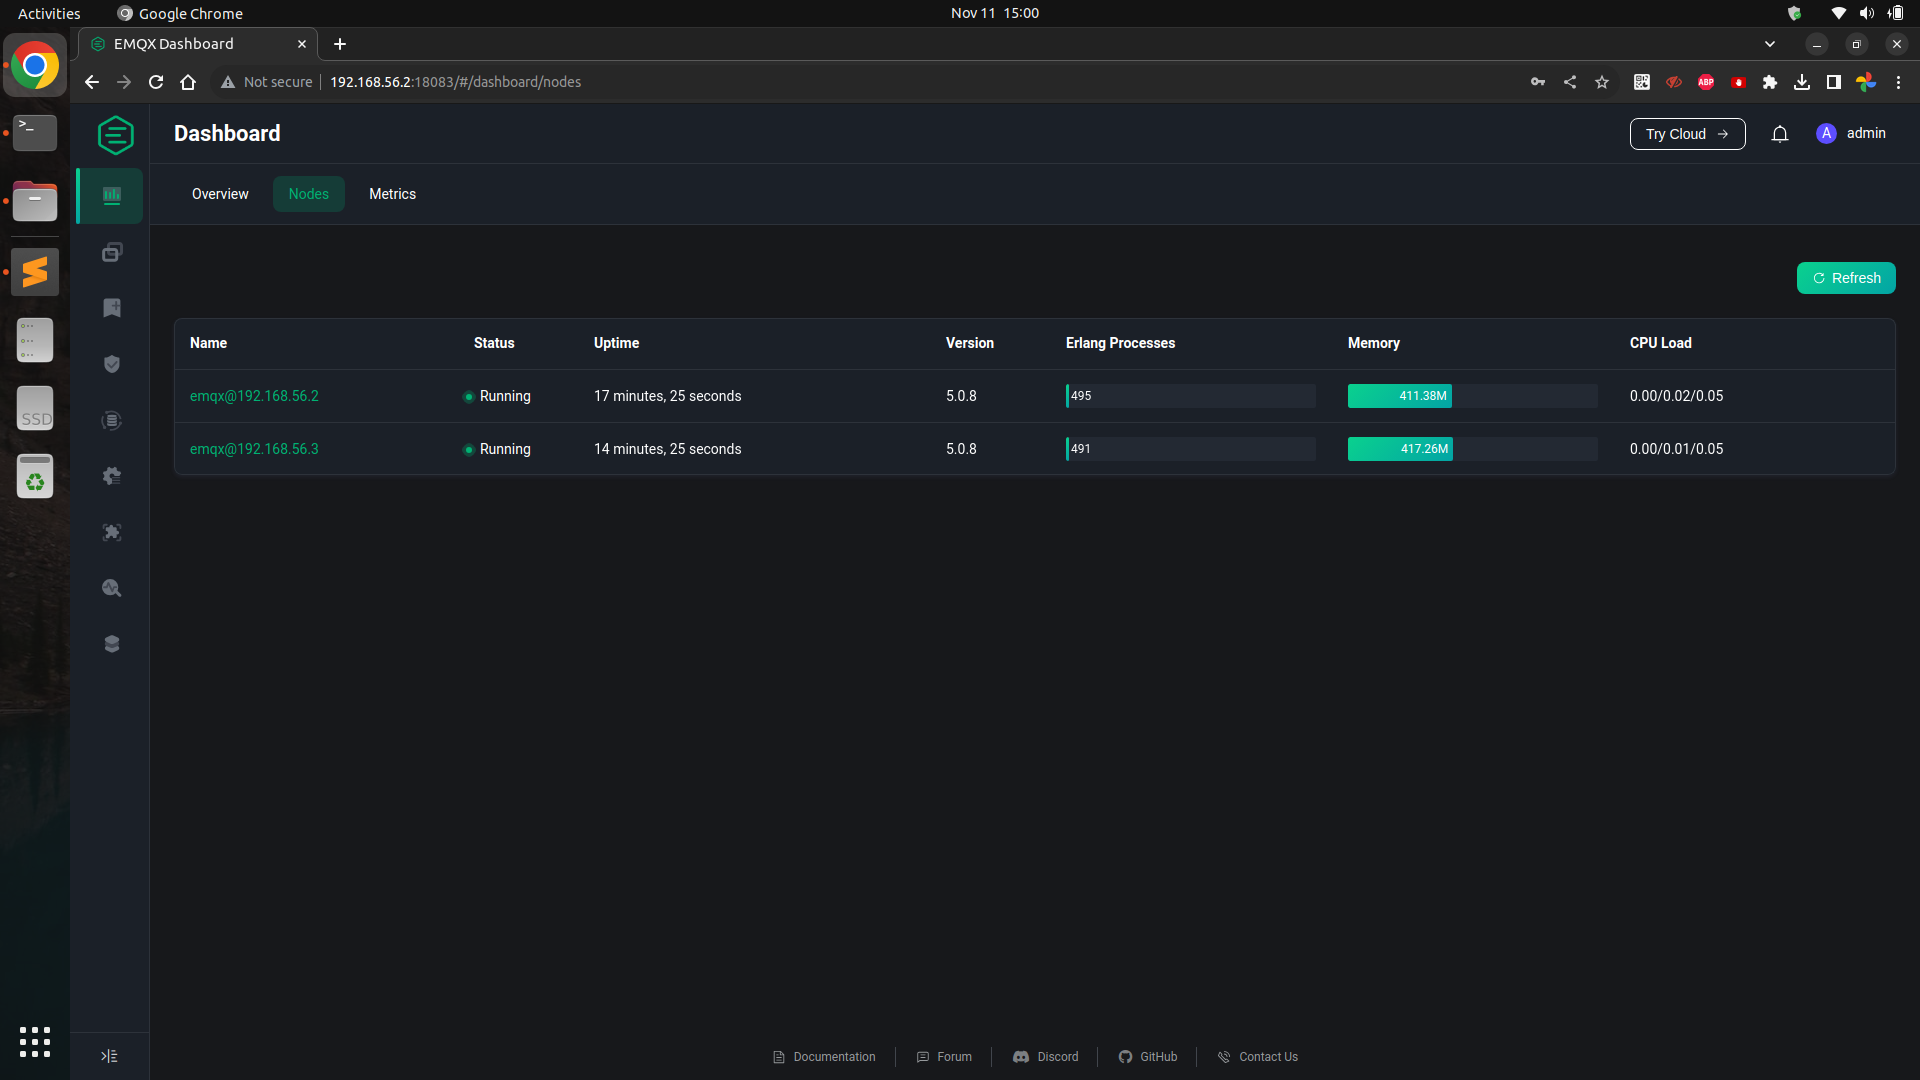 Activities
Google Chrome
Nov 11 15:00
EMQX Dashboard
Not secure
192.168.56.2:18083/#/dashboard/nodes
ABP
>_
SSD
Dashboard
Try Cloud
A
admin
Overview
Nodes
Metrics
Refresh
Name Status Uptime Version Erlang Processes Memory CPU Load
emqx@192.168.56.2 Running 17 minutes, 25 seconds 5.0.8 495 411.38M 0.00/0.02/0.05
emqx@192.168.56.3 Running 14 minutes, 25 seconds 5.0.8 491 417.26M 0.00/0.01/0.05
Documentation Forum Discord GitHub Contact Us